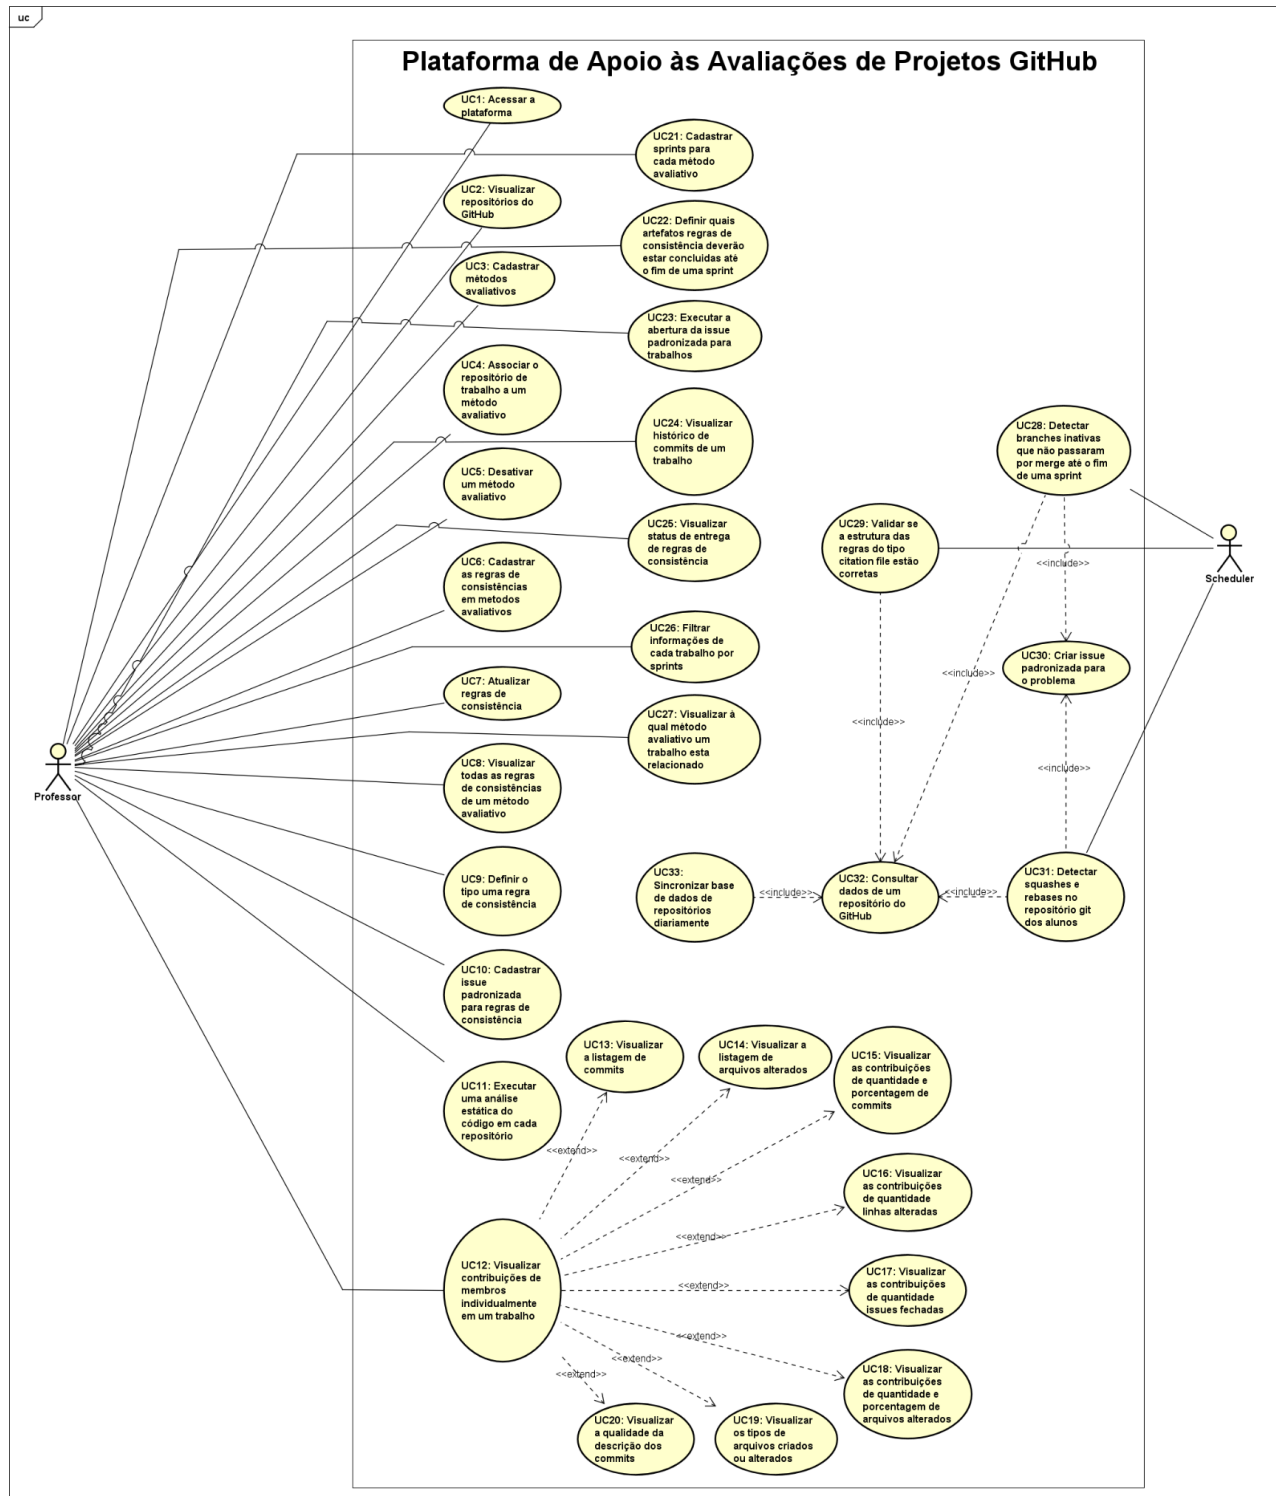 uc
Plataforma de Apoio às Avaliações de Projetos GitHub
UC1: Acessar a
plataforma
UC21: Cadastrar
sprints para
cada método
avaliativo
UC2: Visualizar
repositórios do
GitHub
UC22: Definir quais
artefatos regras de
consistência deverão
estar concluidas até
o fim de uma sprint
UC3: Cadastrar
métodos
avaliativos
UC23: Executar a
abertura da issue
padronizada para
trabalhos
UC4: Associar o
repositório de
trabalho a um
método
avaliativo
UC24: Visualizar
histórico de
commits de um
trabalho
UC28: Detectar
branches inativas
que não passaram
por merge até o fim
de uma sprint
UC5: Desativar
um método
avaliativo
UC25: Visualizar
status de entrega
de regras de
consistência
UC29: Validar se
a estrutura das
regras do tipo
citation file estão
corretas
Scheduler
<<include>>
UC6: Cadastrar
as regras de
consistências
em metodos
avaliativos
UC26: Filtrar
informações de
cada trabalho por
sprints
UC30: Criar issue
padronizada para
o problema
<<include>>
UC7: Atualizar
regras de
consistência
UC27: Visualizar à
qual método
avaliativo um
trabalho esta
relacionado
<<include>>
<<include>>
Professor
UC8: Visualizar
todas as regras
de consistências
de um método
avaliativo
UC9: Definir o
tipo uma regra
de consistência
UC33:
Sincronizar base
de dados de
repositórios
diariamente
<<include>>
UC32: Consultar
dados de um
repositório do
GitHub
<<include>>
UC31: Detectar
squashes e
rebases no
repositório git
dos alunos
UC10: Cadastrar
issue
padronizada
para regras de
consistência
UC13: Visualizar
a listagem de
commits
UC14: Visualizar a
listagem de
arquivos alterados
UC15: Visualizar
as contribuições
de quantidade e
porcentagem de
commits
UC11: Executar
uma análise
estática do
código em cada
repositório
<<extend>>
<<extend>>
<<extend>>
UC16: Visualizar
as contribuições
de quantidade
linhas alteradas
<<extend>>
UC12: Visualizar
contribuições de
membros
individualmente
em um trabalho
<<extend>>
UC17: Visualizar
as contribuições
de quantidade
issues fechadas
<<extend>>
<<extend>>
<<extend>>
UC18: Visualizar
as contribuições
de quantidade e
porcentagem de
arquivos alterados
UC20: Visualizar
a qualidade da
descrição dos
commits
UC19: Visualizar
os tipos de
arquivos criados
ou alterados